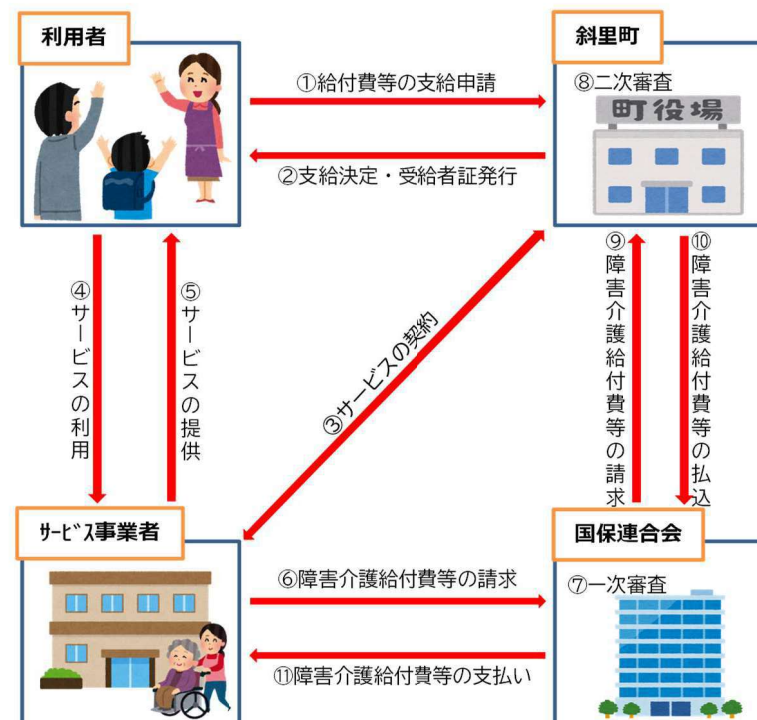 利用者
斜里町
①給付費等の支給申請
⑧二次審査
町役場
②支給決定・受給者証発行
④サービスの利用
⑤サービスの提供
③サービスの契約
⑨障害介護給付費等の請求
⑩障害介護給付費等の払込
サービス事業者
国保連合会
⑥障害介護給付費等の請求
⑦一次審査
⑪障害介護給付費等の支払い